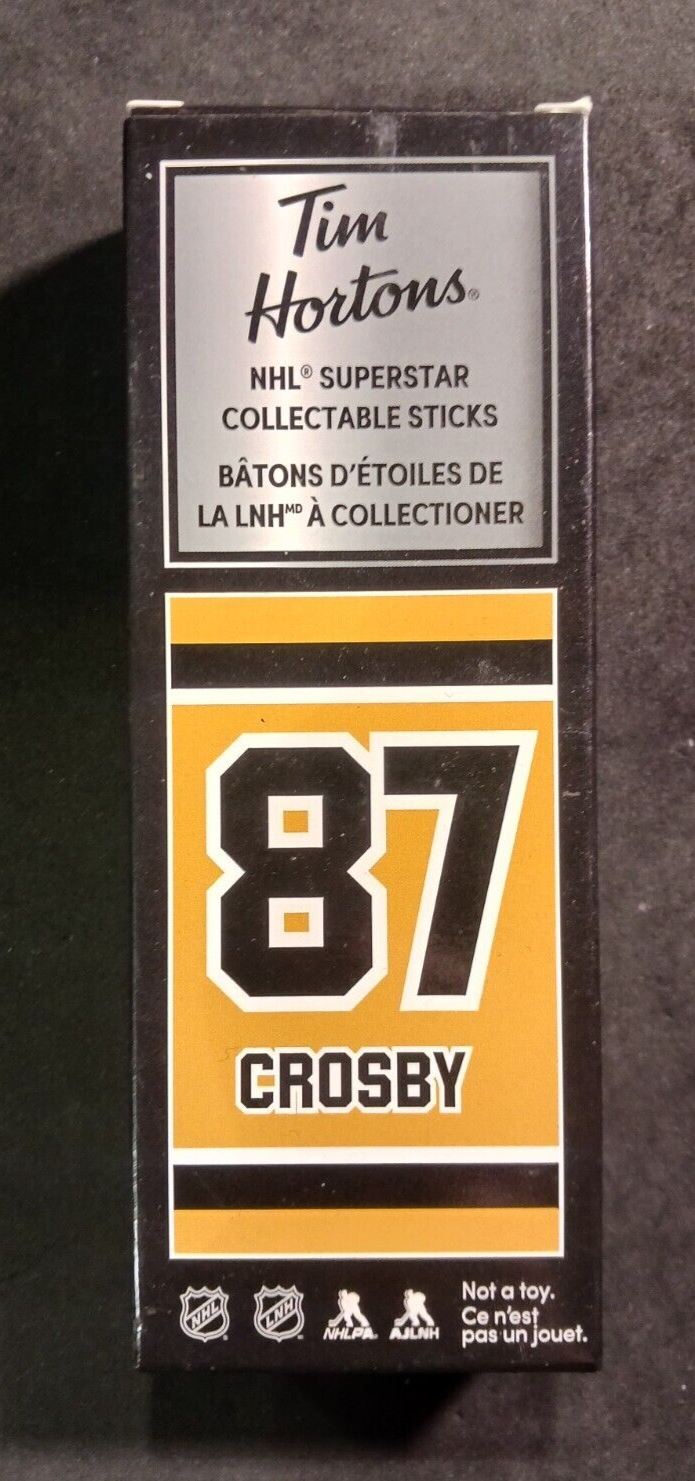 Tim
Hortons®
NHL® SUPERSTAR
COLLECTABLE STICKS
BÂTONS D'ÉTOILES DE
LA LNHᴹᴰ À COLLECTIONER
87
CROSBY
NHL
LNH
NHLPA
AJLNH
Not a toy.
Ce n'est
pas un jouet.